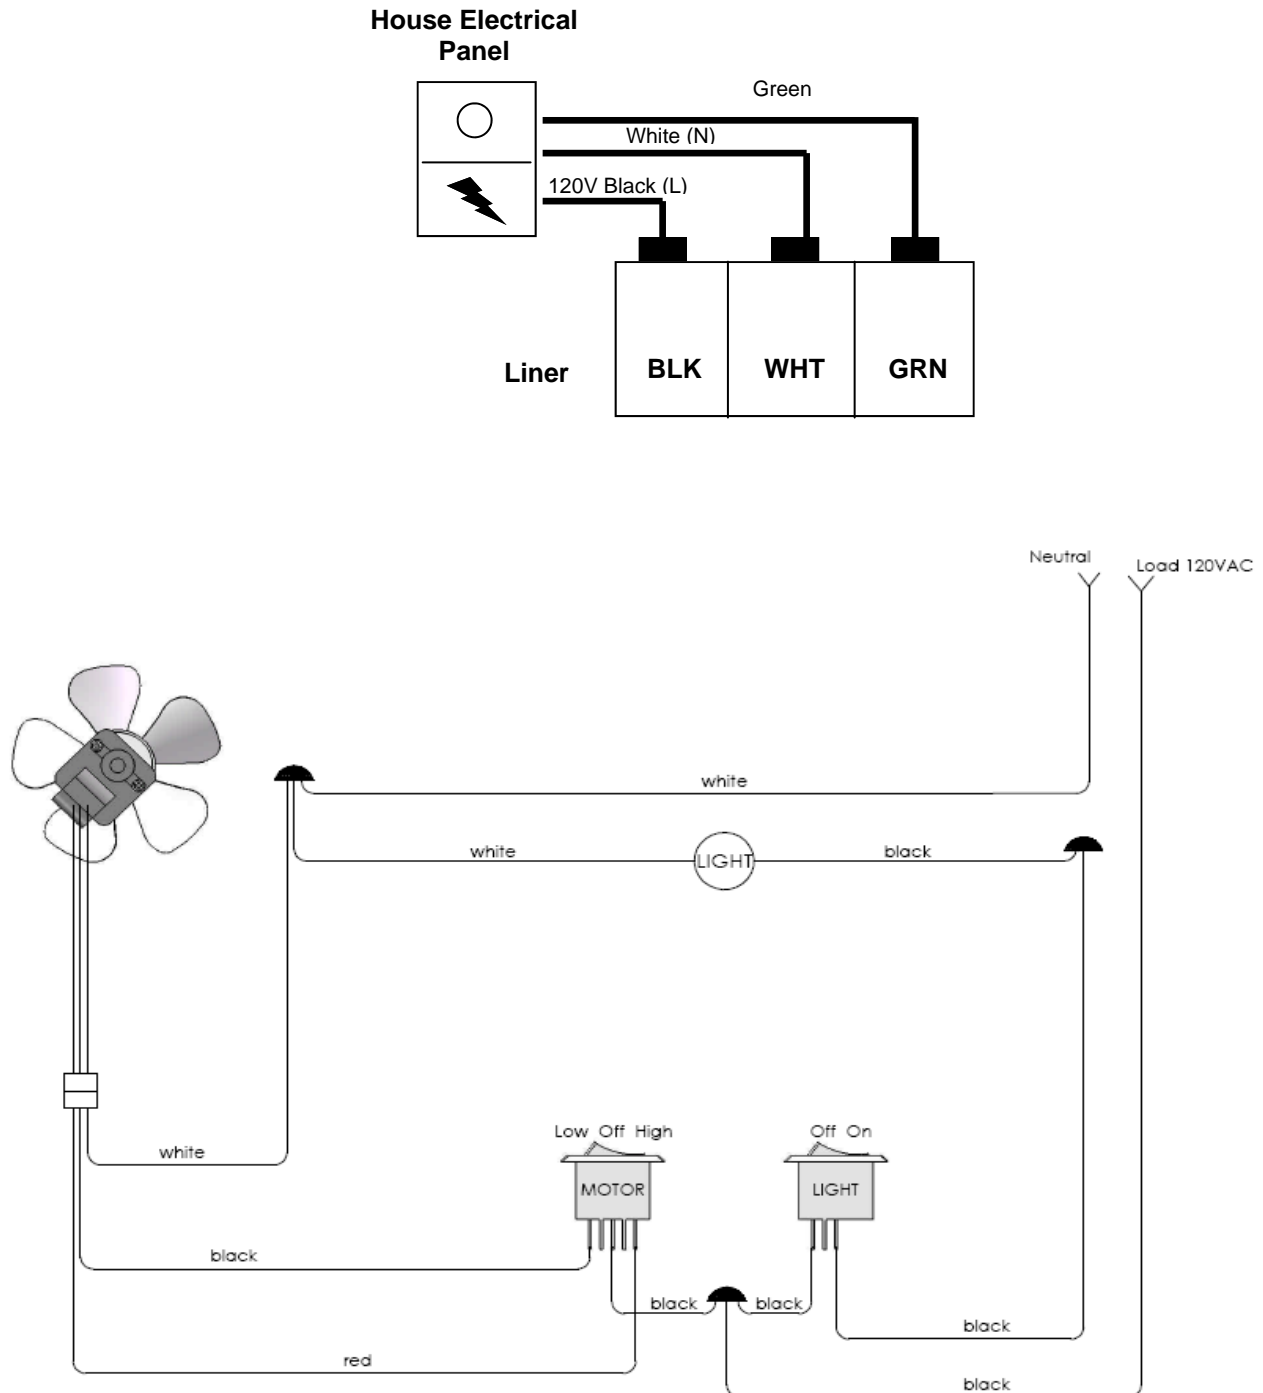 House Electrical
Panel
Green
White (N)
120V Black (L)
Liner
BLK
WHT
GRN
Neutral
Load 120VAC
white
white
LIGHT
black
white
Low Off High
Off On
MOTOR
LIGHT
black
black
black
black
red
black